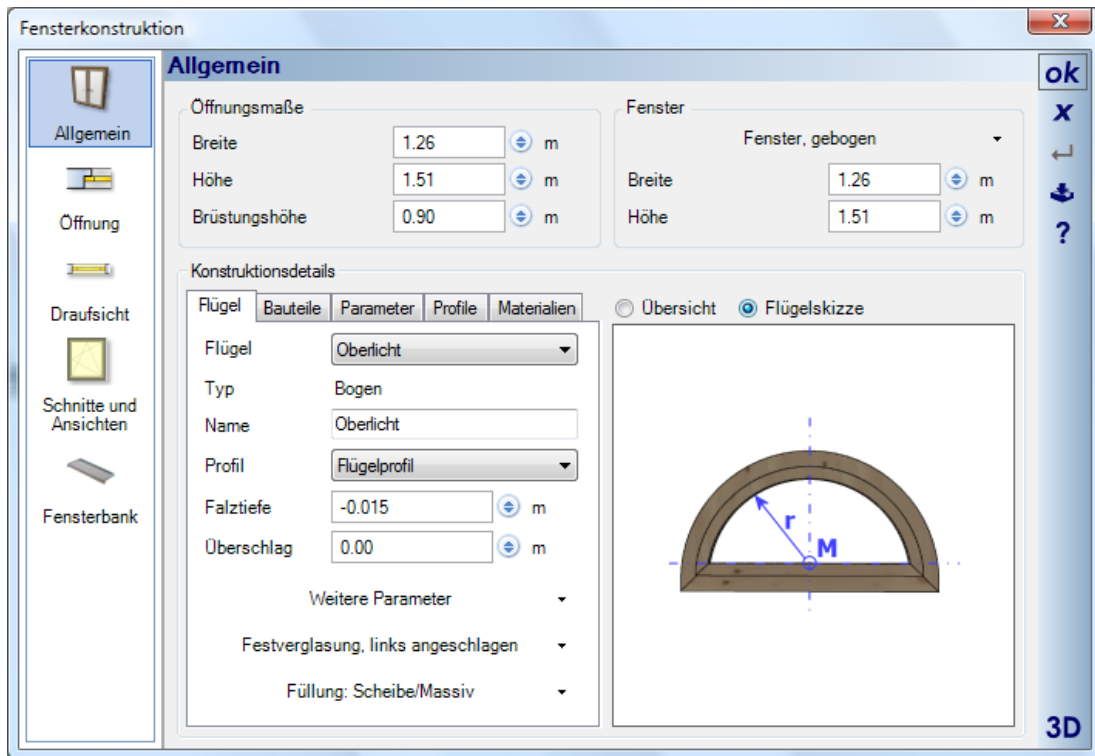 Fensterkonstruktion
x
Allgemein
Öffnung
Draufsicht
Schnitte und
Ansichten
Fensterbank
Allgemein
Öffnungsmaße
Breite 1.26 m
Höhe 1.51 m
Brüstungshöhe 0.90 m
Fenster
Fenster, gebogen
Breite 1.26 m
Höhe 1.51 m
Konstruktionsdetails
Flügel Bauteile Parameter Profile Materialien
Flügel Oberlicht
Typ Bogen
Name Oberlicht
Profil Flügelprofil
Falztiefe -0.015 m
Überschlag 0.00 m
Weitere Parameter
Festverglasung, links angeschlagen
Füllung: Scheibe/Massiv
Übersicht Flügelskizze
r
M
ok
x
?
3D